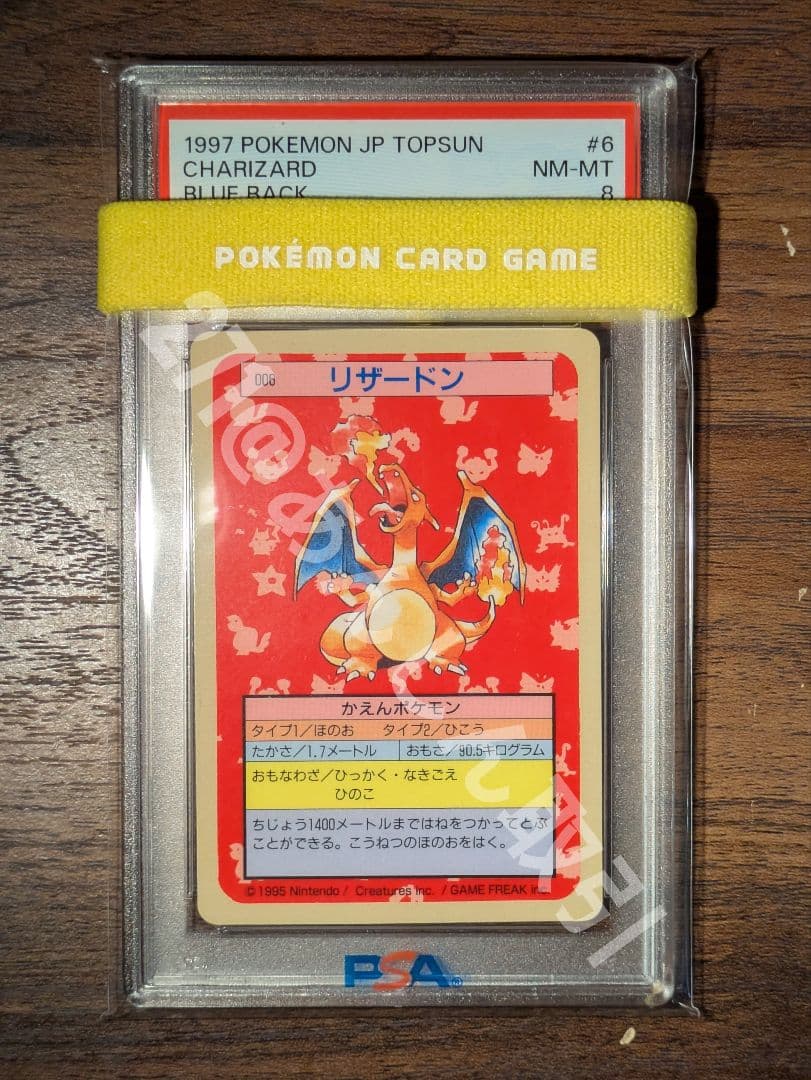 1997 POKEMON JP TOPSUN #6
CHARIZARD NM-MT
BLUE BACK 8
POKÉMON CARD GAME
006 リザードン
かえんポケモン
タイプ1/ほのお タイプ2/ひこう
たかさ/1.7メートル おもさ/90.5キログラム
おもなわざ/ひっかく・なきごえ
ひのこ
ちじょう1400メートルまではねをつかってとぶ
ことができる。こうねつのほのおをはく。
©1995 Nintendo / Creatures inc. / GAME FREAK inc.
PSA®